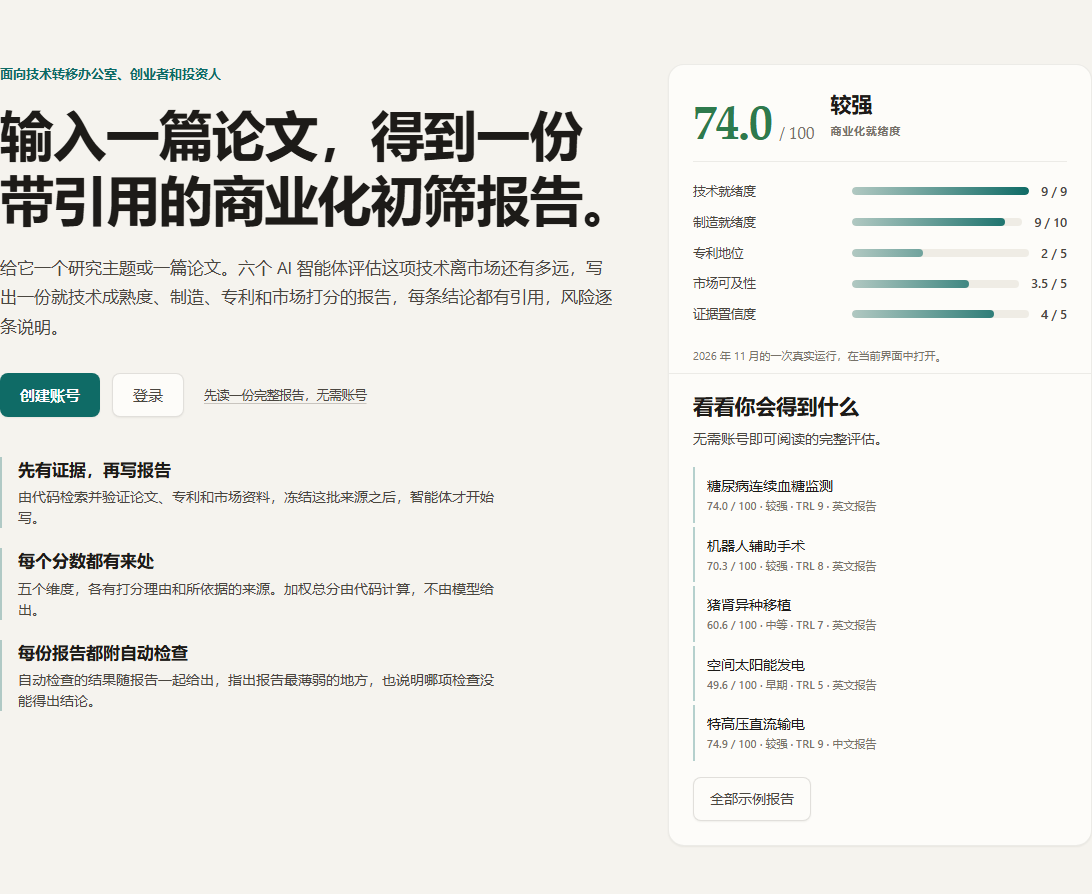 面向技术转移办公室、创业者和投资人
输入一篇论文，得到一份
带引用的商业化初筛报告。
给它一个研究主题或一篇论文。六个 AI 智能体评估这项技术离市场还有多远，写
出一份就技术成熟度、制造、专利和市场打分的报告，每条结论都有引用，风险逐
条说明。
创建账号
登录
先读一份完整报告，无需账号
先有证据，再写报告
由代码检索并验证论文、专利和市场资料，冻结这批来源之后，智能体才开始
写。
每个分数都有来处
五个维度，各有打分理由和所依据的来源。加权总分由代码计算，不由模型给
出。
每份报告都附自动检查
自动检查的结果随报告一起给出，指出报告最薄弱的地方，也说明哪项检查没
能得出结论。
74.0 / 100
较强
商业化就绪度
技术就绪度 9 / 9
制造就绪度 9 / 10
专利地位 2 / 5
市场可及性 3.5 / 5
证据置信度 4 / 5
2026 年 11 月的一次真实运行，在当前界面中打开。
看看你会得到什么
无需账号即可阅读的完整评估。
糖尿病连续血糖监测
74.0 / 100 · 较强 · TRL 9 · 英文报告
机器人辅助手术
70.3 / 100 · 较强 · TRL 8 · 英文报告
猪肾异种移植
60.6 / 100 · 中等 · TRL 7 · 英文报告
空间太阳能发电
49.6 / 100 · 早期 · TRL 5 · 英文报告
特高压直流输电
74.9 / 100 · 较强 · TRL 9 · 中文报告
全部示例报告